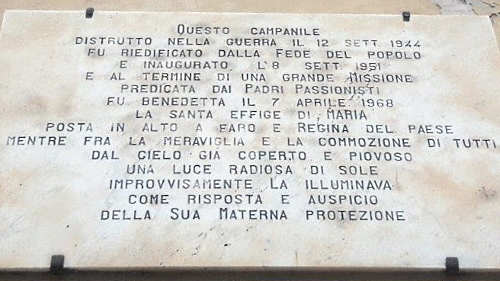 QUESTO CAMPANILE
DISTRUTTO NELLA GUERRA IL 12 SETT. 1944
FU RIEDIFICATO DALLA FEDE DEL POPOLO
E INAUGURATO L'8 SETT 1951
E AL TERMINE DI UNA GRANDE MISSIONE
PREDICATA DAI PADRI PASSIONISTI
FU BENEDETTA IL 7 APRILE 1968
LA SANTA EFFIGE DI MARIA
POSTA IN ALTO A FARO E REGINA DEL PAESE
MENTRE FRA LA MERAVIGLIA E LA COMMOZIONE DI TUTTI
DAL CIELO GIÀ COPERTO E PIOVOSO
UNA LUCE RADIOSA DI SOLE
IMPROVVISAMENTE LA ILLUMINAVA
COME RISPOSTA E AUSPICIO
DELLA SUA MATERNA PROTEZIONE